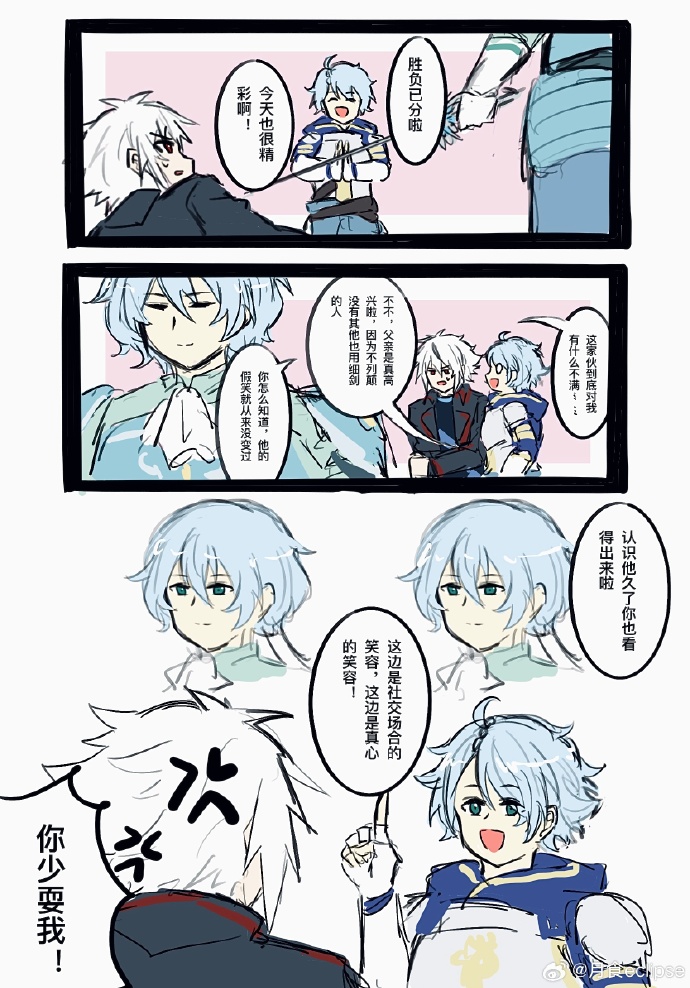 胜负已分啦
今天也很精
彩啊！
这家伙到底对我
有什么不满~：
不不，父亲是真高
兴啦，因为不列颠
没有其他也用细剑
的人
你怎么知道，他的
假笑就从来没变过
认识他久了你也看
得出来啦
这边是社交场合的
笑容，这边是真心
的笑容！
你少耍我！
@月食eclipse